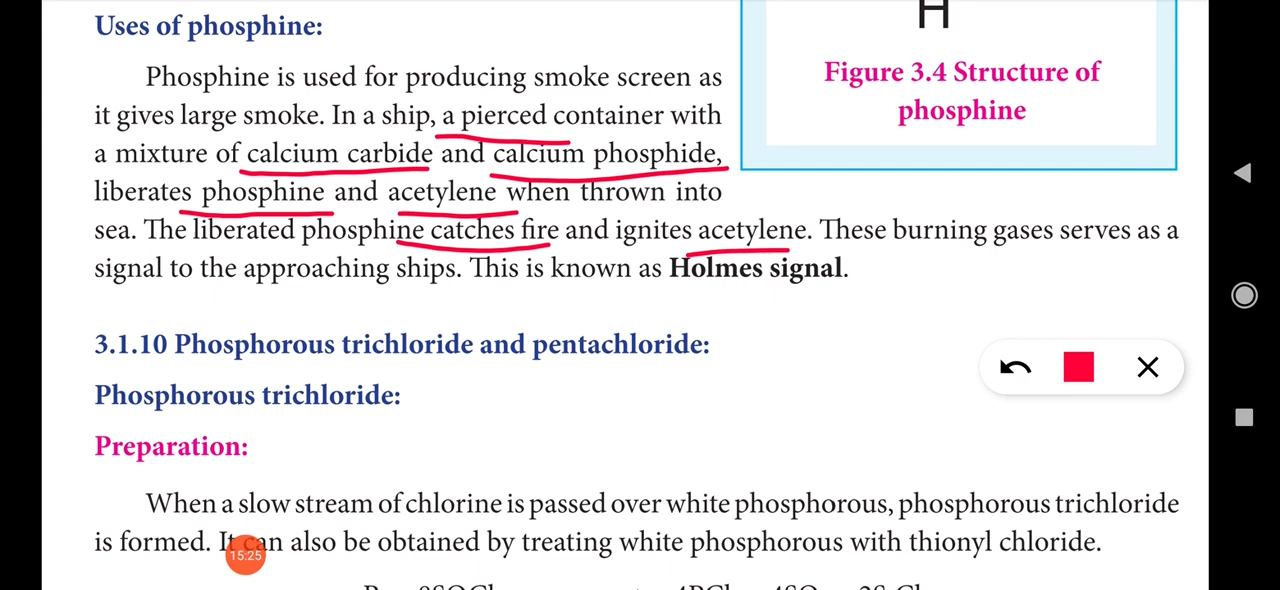 Uses of phosphine:
H
Figure 3.4 Structure of
phosphine
Phosphine is used for producing smoke screen as
it gives large smoke. In a ship, a pierced container with
a mixture of calcium carbide and calcium phosphide,
liberates phosphine and acetylene when thrown into
sea. The liberated phosphine catches fire and ignites acetylene. These burning gases serves as a
signal to the approaching ships. This is known as Holmes signal.
3.1.10 Phosphorous trichloride and pentachloride:
Phosphorous trichloride:
Preparation:
When a slow stream of chlorine is passed over white phosphorous, phosphorous trichloride
is formed. It can also be obtained by treating white phosphorous with thionyl chloride.
15:25